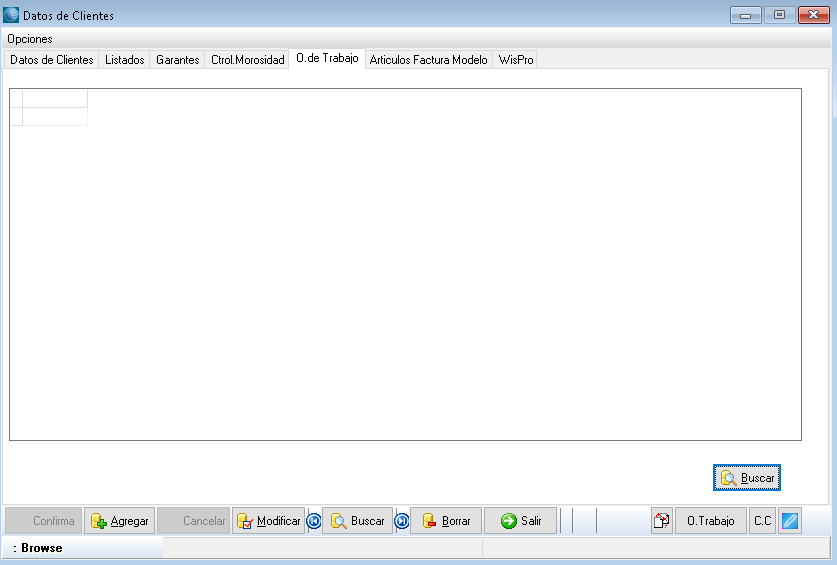 Datos de Clientes
Opciones
Datos de Clientes Listados Garantes Ctrol.Morosidad O.de Trabajo Articulos Factura Modelo WisPro
Buscar
Confirma Agregar Cancelar Modificar Buscar Borrar Salir O.Trabajo C.C
: Browse